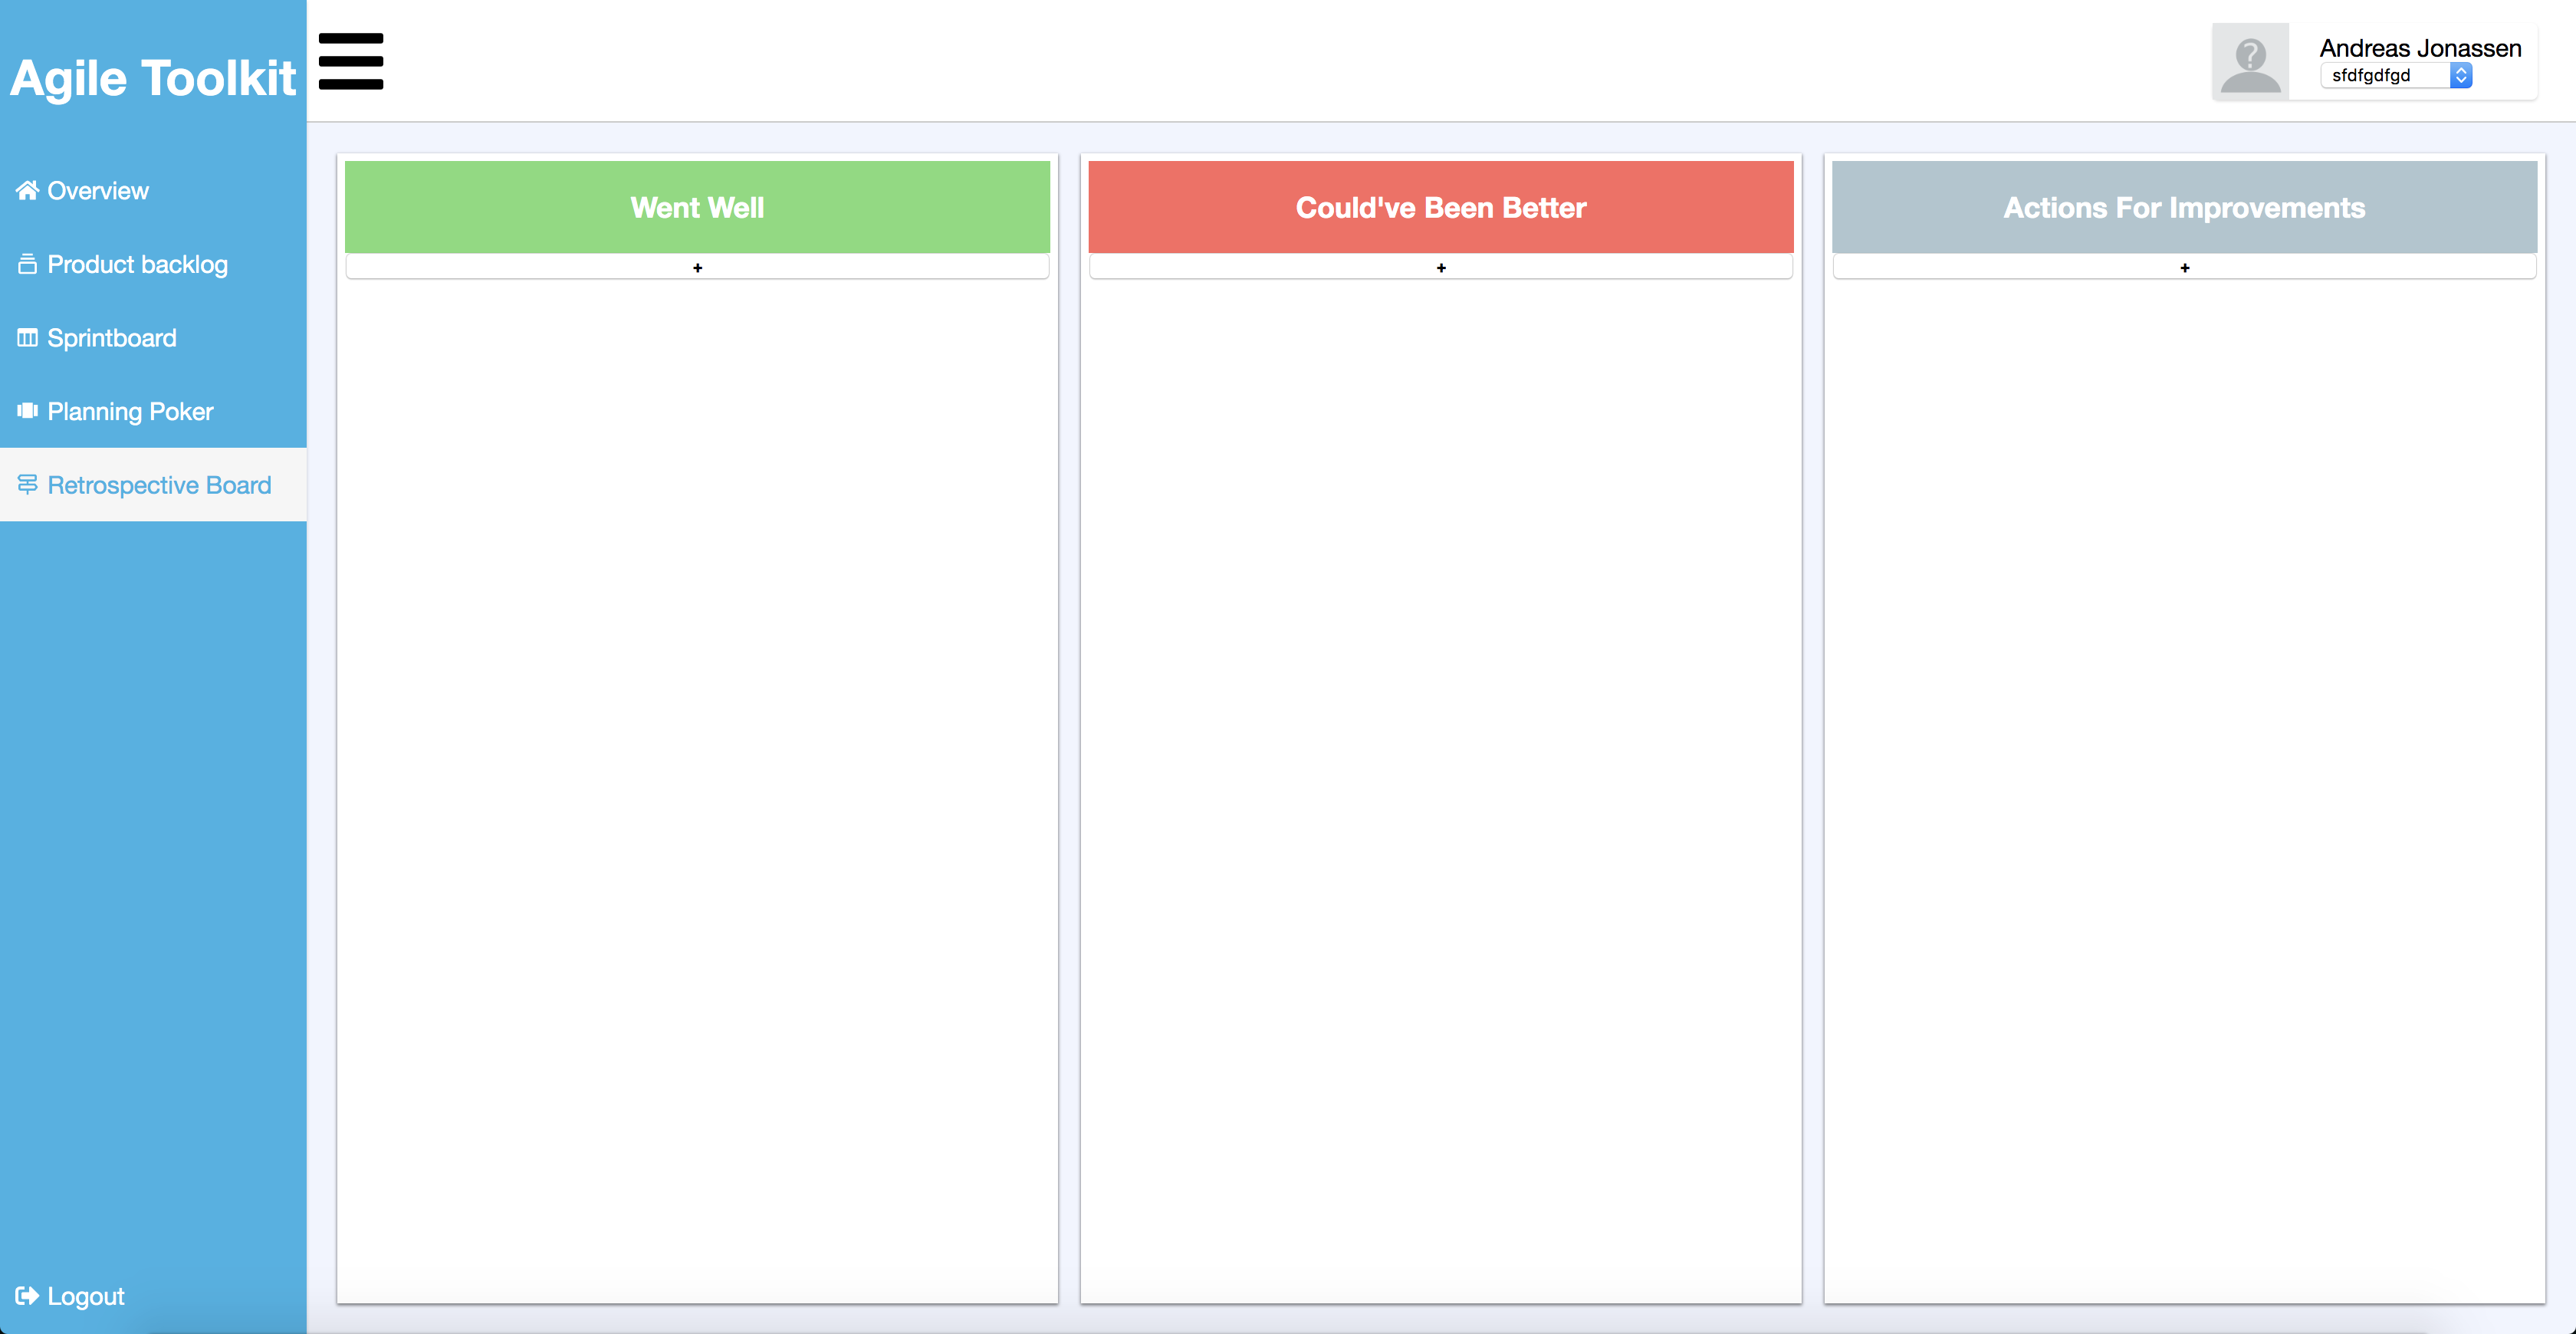 Agile Toolkit
Andreas Jonassen
sfdfgdfgd
Overview
Product backlog
Sprintboard
Planning Poker
Retrospective Board
Logout
Went Well
+
Could've Been Better
+
Actions For Improvements
+